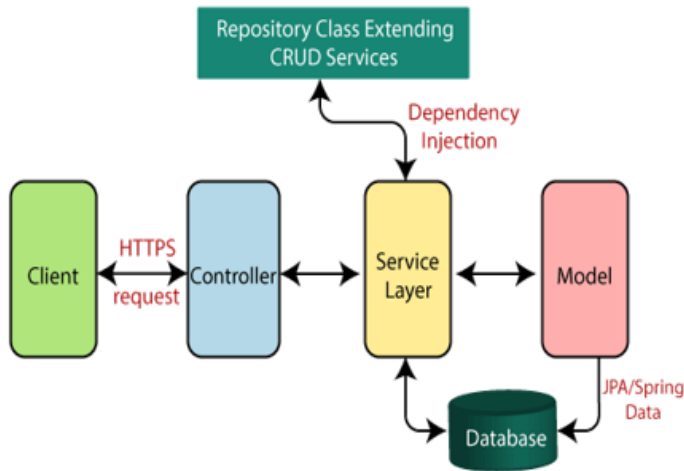 Repository Class Extending
CRUD Services
Dependency
Injection
Client
HTTPS
request
Controller
Service
Layer
Model
JPA/Spring
Data
Database